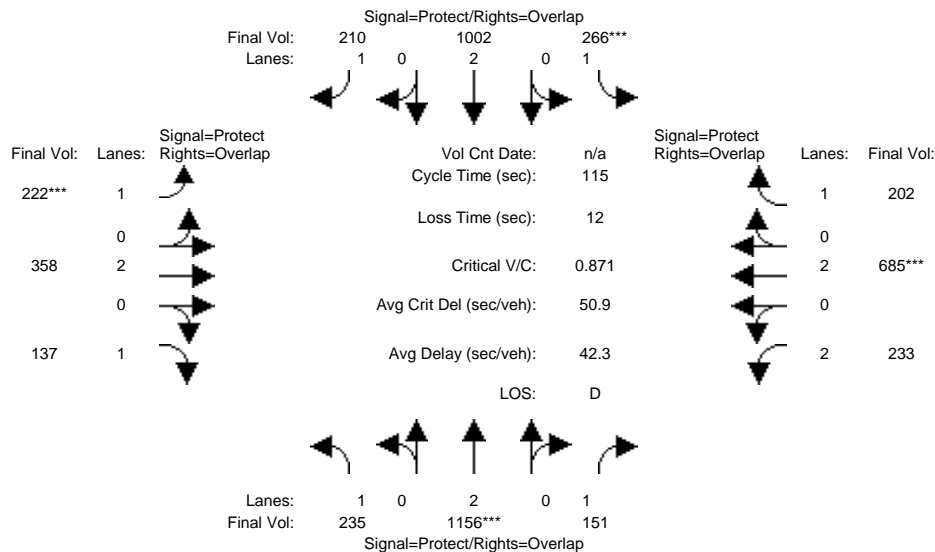 Signal=Protect/Rights=Overlap
Final Vol: 210 1002 266***
Lanes: 1 0 2 0 1
Signal=Protect
Final Vol: Lanes: Rights=Overlap
Vol Cnt Date: n/a
Signal=Protect
Rights=Overlap Lanes: Final Vol:
Cycle Time (sec): 115
222*** 1
1 202
Loss Time (sec): 12
0
0
358 2
Critical V/C: 0.871
2 685***
0
Avg Crit Del (sec/veh): 50.9
0
137 1
Avg Delay (sec/veh): 42.3
2 233
LOS: D
Lanes: 1 0 2 0 1
Final Vol: 235 1156*** 151
Signal=Protect/Rights=Overlap